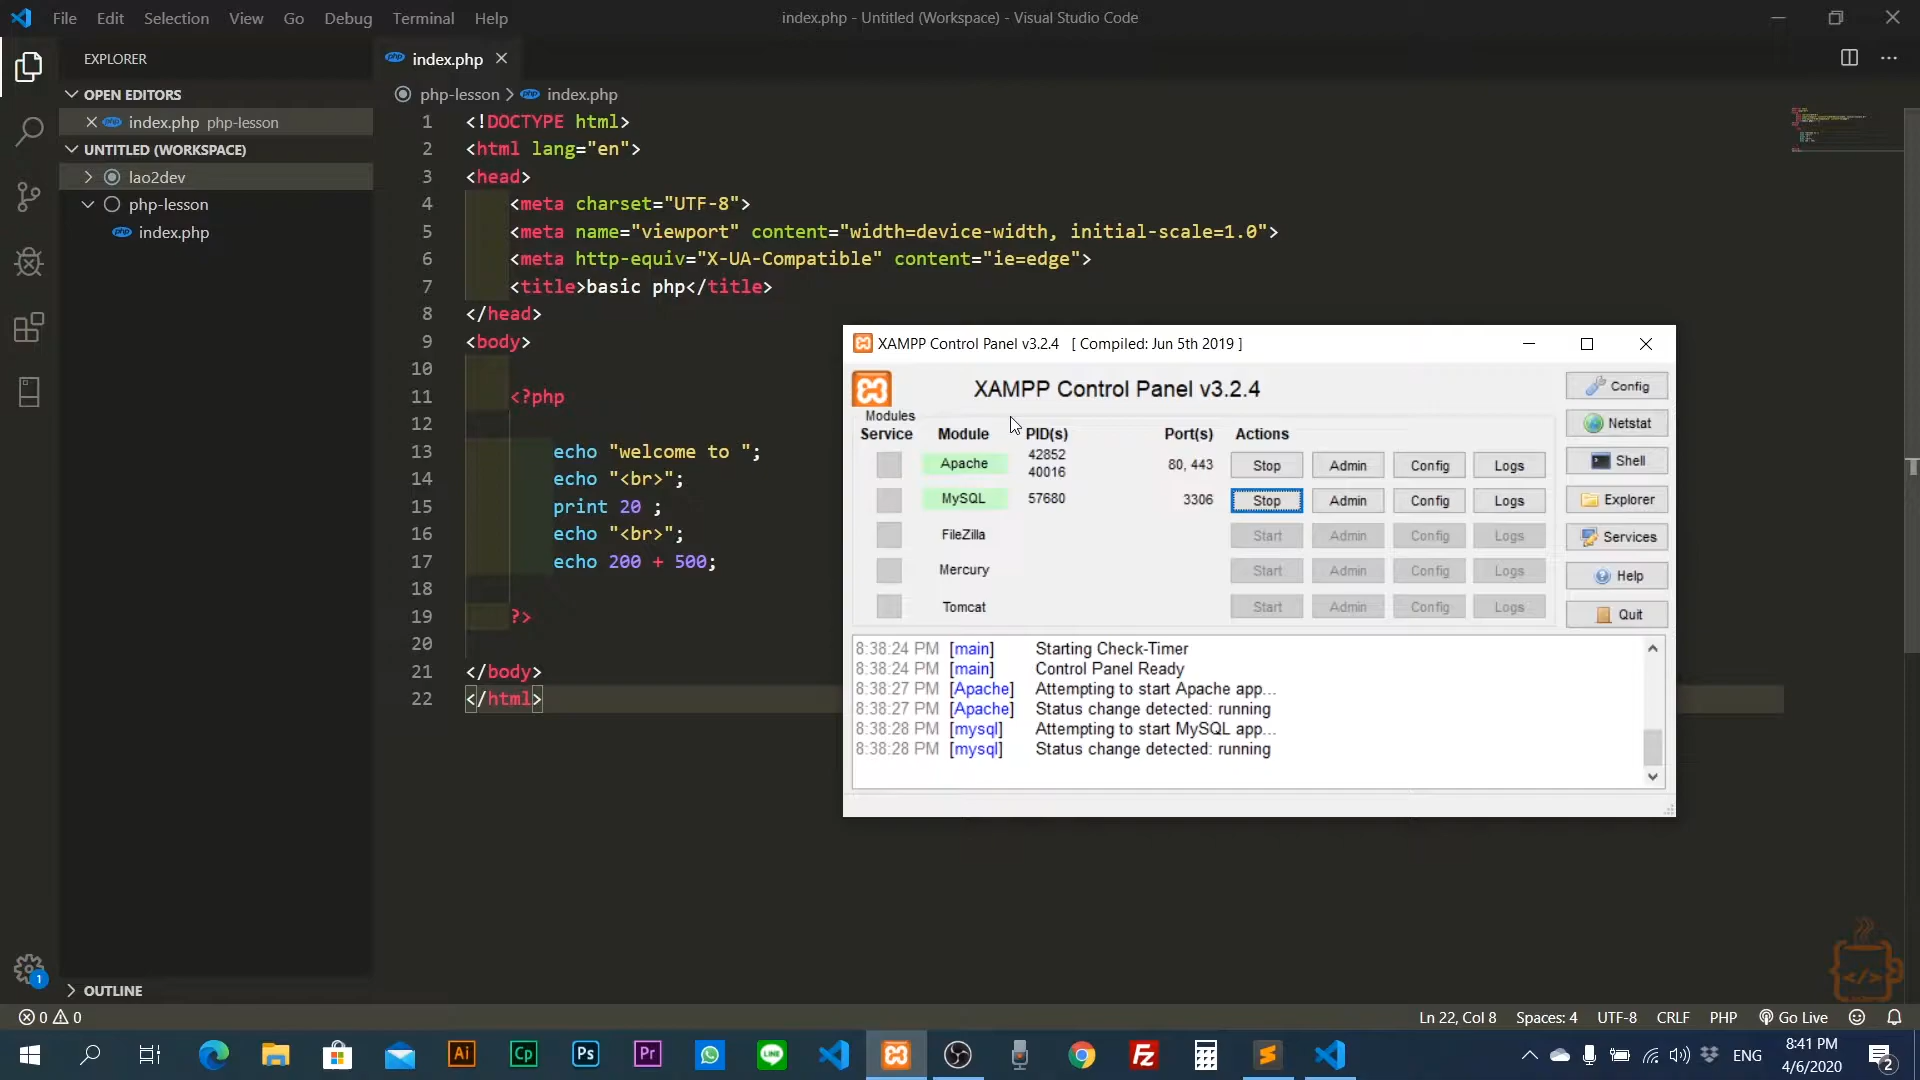 File Edit Selection View Go Debug Terminal Help
index.php - Untitled (Workspace) - Visual Studio Code
EXPLORER
OPEN EDITORS
index.php php-lesson
UNTITLED (WORKSPACE)
lao2dev
php-lesson
index.php
OUTLINE
index.php
php-lesson > index.php
1 <!DOCTYPE html>
2 <html lang="en">
3 <head>
4 <meta charset="UTF-8">
5 <meta name="viewport" content="width=device-width, initial-scale=1.0">
6 <meta http-equiv="X-UA-Compatible" content="ie=edge">
7 <title>basic php</title>
8 </head>
9 <body>
10
11 <?php
12
13 echo "welcome to ";
14 echo "<br>";
15 print 20 ;
16 echo "<br>";
17 echo 200 + 500;
18
19 ?>
20
21 </body>
22 </html>
XAMPP Control Panel v3.2.4 [ Compiled: Jun 5th 2019 ]
XAMPP Control Panel v3.2.4
Modules
Service Module PID(s) Port(s) Actions
Apache 42852 40016 80, 443 Stop Admin Config Logs
MySQL 57680 3306 Stop Admin Config Logs
FileZilla Start Admin Config Logs
Mercury Start Admin Config Logs
Tomcat Start Admin Config Logs
Config
Netstat
Shell
Explorer
Services
Help
Quit
8:38:24 PM [main] Starting Check-Timer
8:38:24 PM [main] Control Panel Ready
8:38:27 PM [Apache] Attempting to start Apache app...
8:38:27 PM [Apache] Status change detected: running
8:38:28 PM [mysql] Attempting to start MySQL app...
8:38:28 PM [mysql] Status change detected: running
1
</>
0 0
Ln 22, Col 8 Spaces: 4 UTF-8 CRLF PHP Go Live
Ai Cp Ps Pr LINE Fz
ENG
8:41 PM
4/6/2020
2